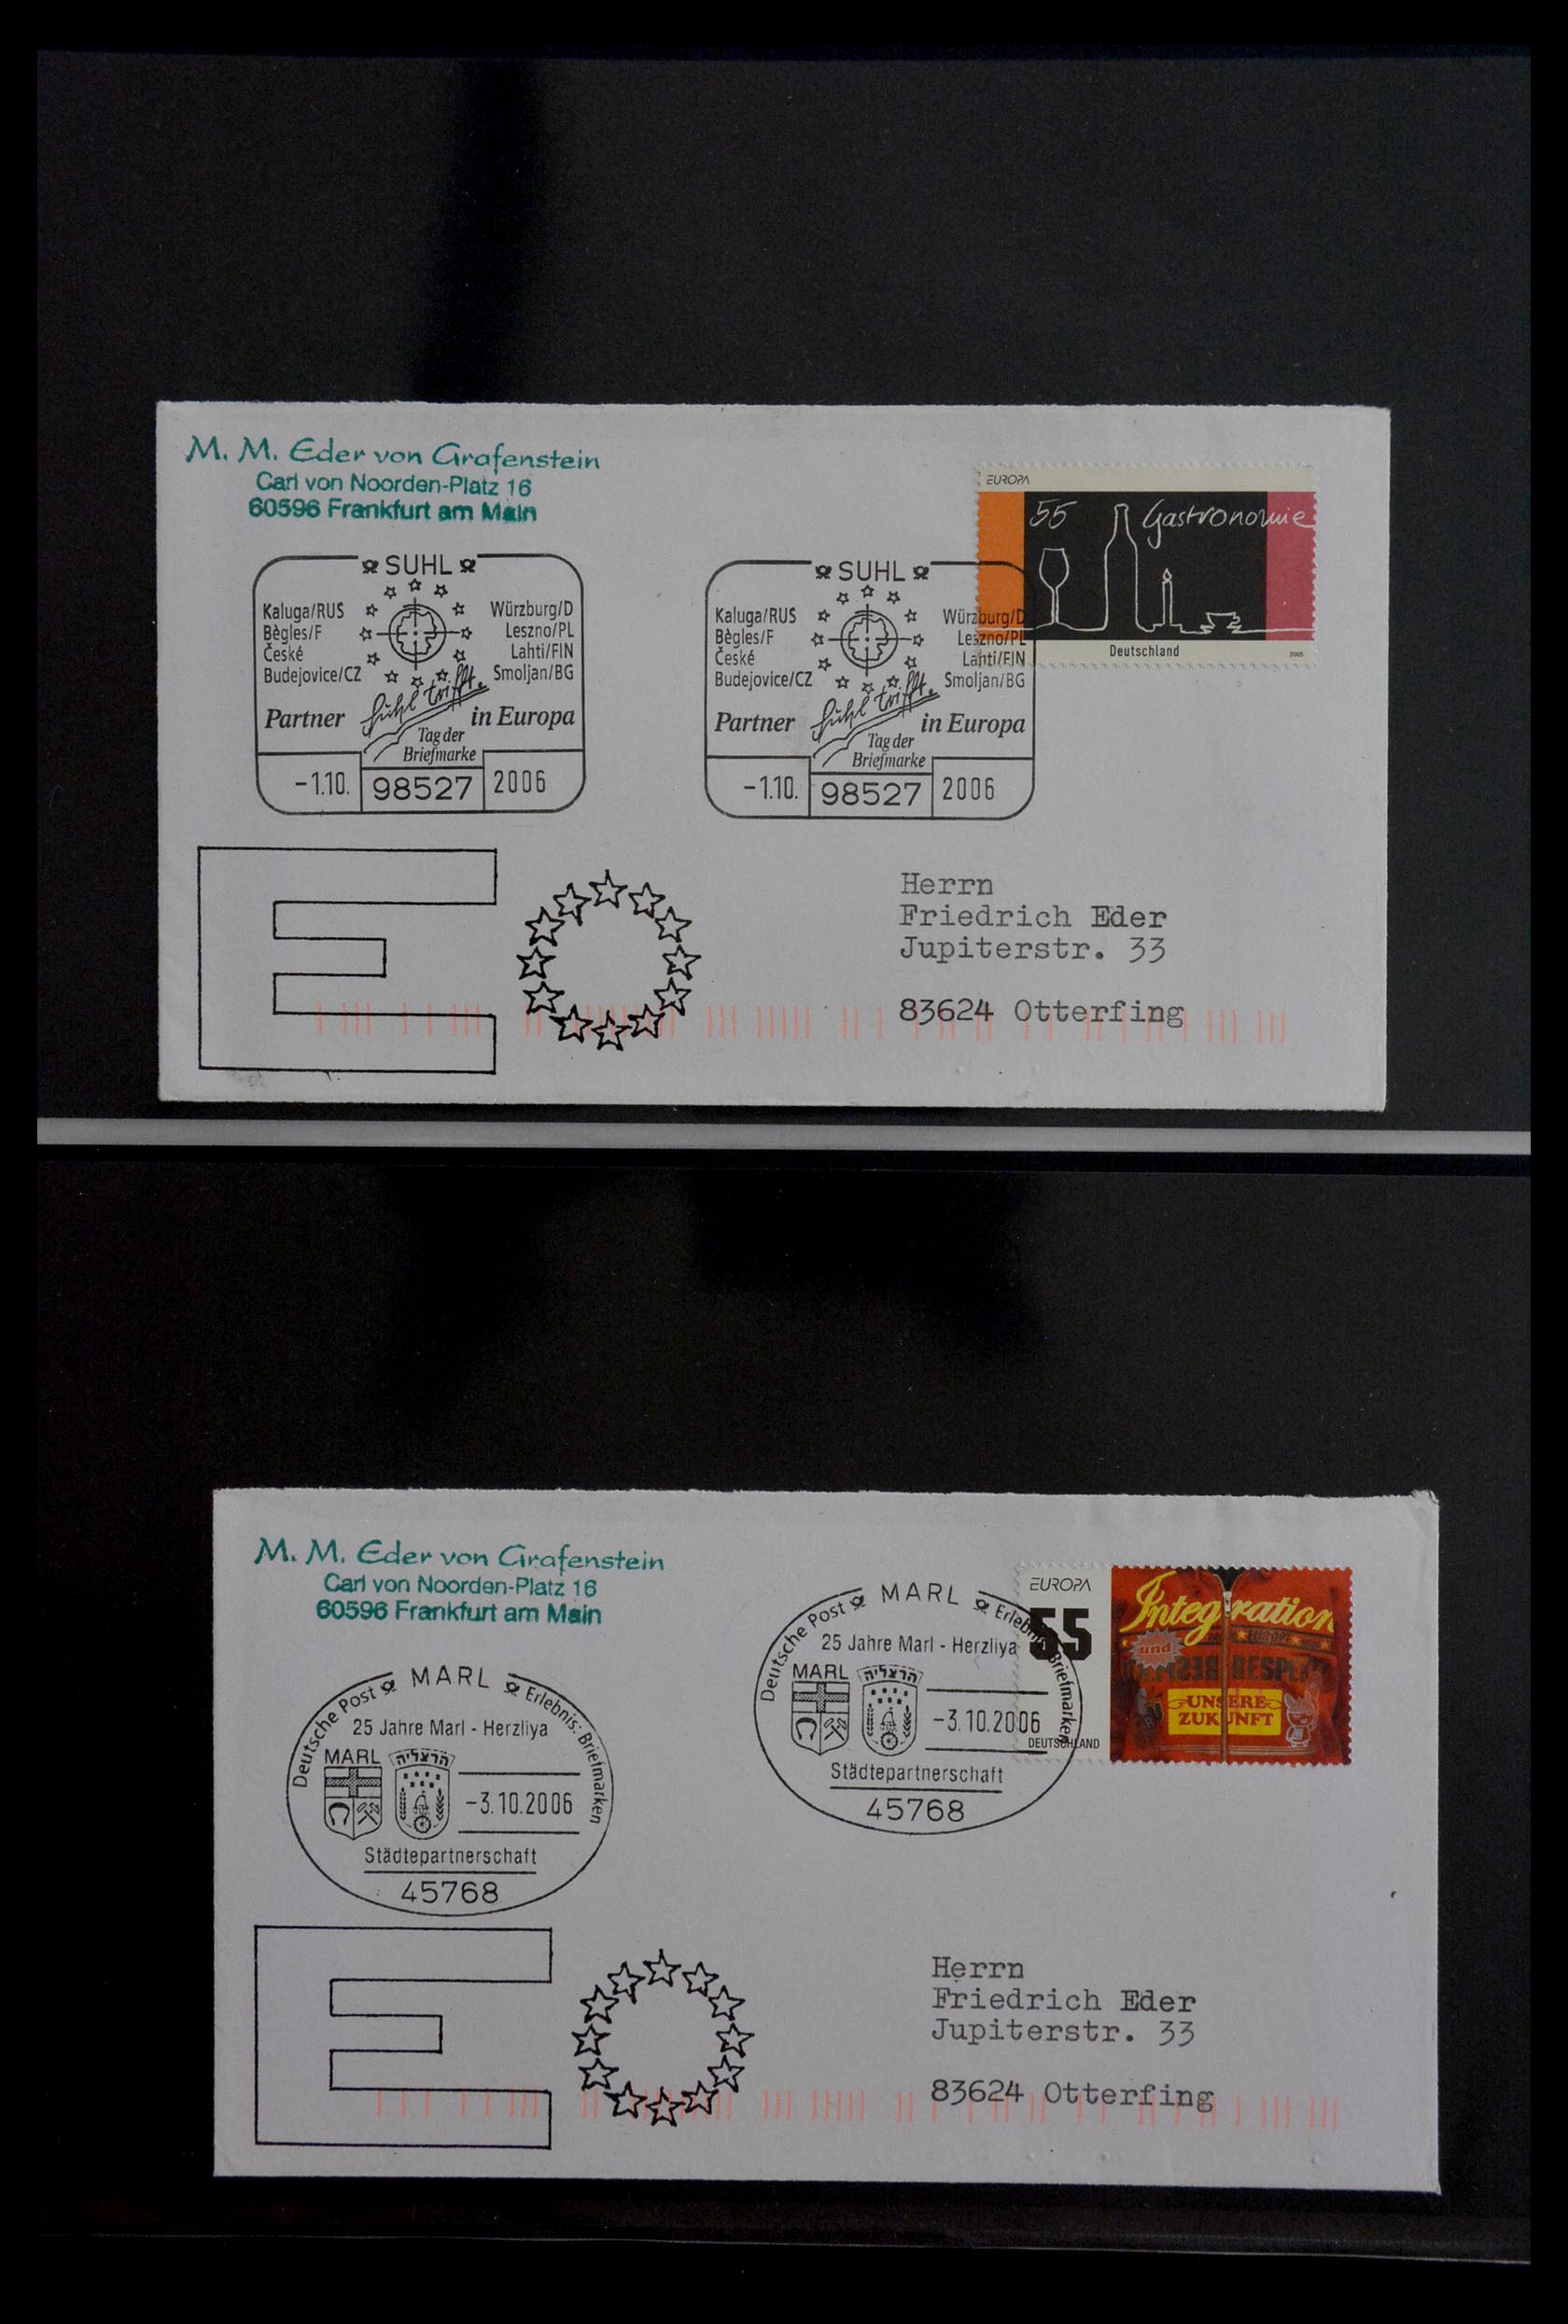 M. M. Eder von Grafenstein
Carl von Noorden-Platz 16
60596 Frankfurt am Main
EUROPA
55 Gastronomie
Deutschland
2005
SUHL
Kaluga/RUS
Bègles/F
České
Budejovice/CZ
Würzburg/D
Leszno/PL
Lahti/FIN
Smoljan/BG
Suhl trifft.
Partner in Europa
Tag der
Briefmarke
-1.10. 98527 2006
SUHL
Kaluga/RUS
Bègles/F
České
Budejovice/CZ
Würzburg/D
Leszno/PL
Lahti/FIN
Smoljan/BG
Suhl trifft.
Partner in Europa
Tag der
Briefmarke
-1.10. 98527 2006
E
Herrn
Friedrich Eder
Jupiterstr. 33
83624 Otterfing
M. M. Eder von Grafenstein
Carl von Noorden-Platz 16
60596 Frankfurt am Main
EUROPA
55
DEUTSCHLAND
Integration
und
UNSERE
ZUKUNFT
Deutsche Post MARL Erlebnis: Briefmarken
25 Jahre Marl - Herzliya
MARL הרצליה
-3.10.2006
Städtepartnerschaft
45768
Deutsche Post MARL Erlebnis: Briefmarken
25 Jahre Marl - Herzliya
MARL הרצליה
-3.10.2006
Städtepartnerschaft
45768
E
Herrn
Friedrich Eder
Jupiterstr. 33
83624 Otterfing